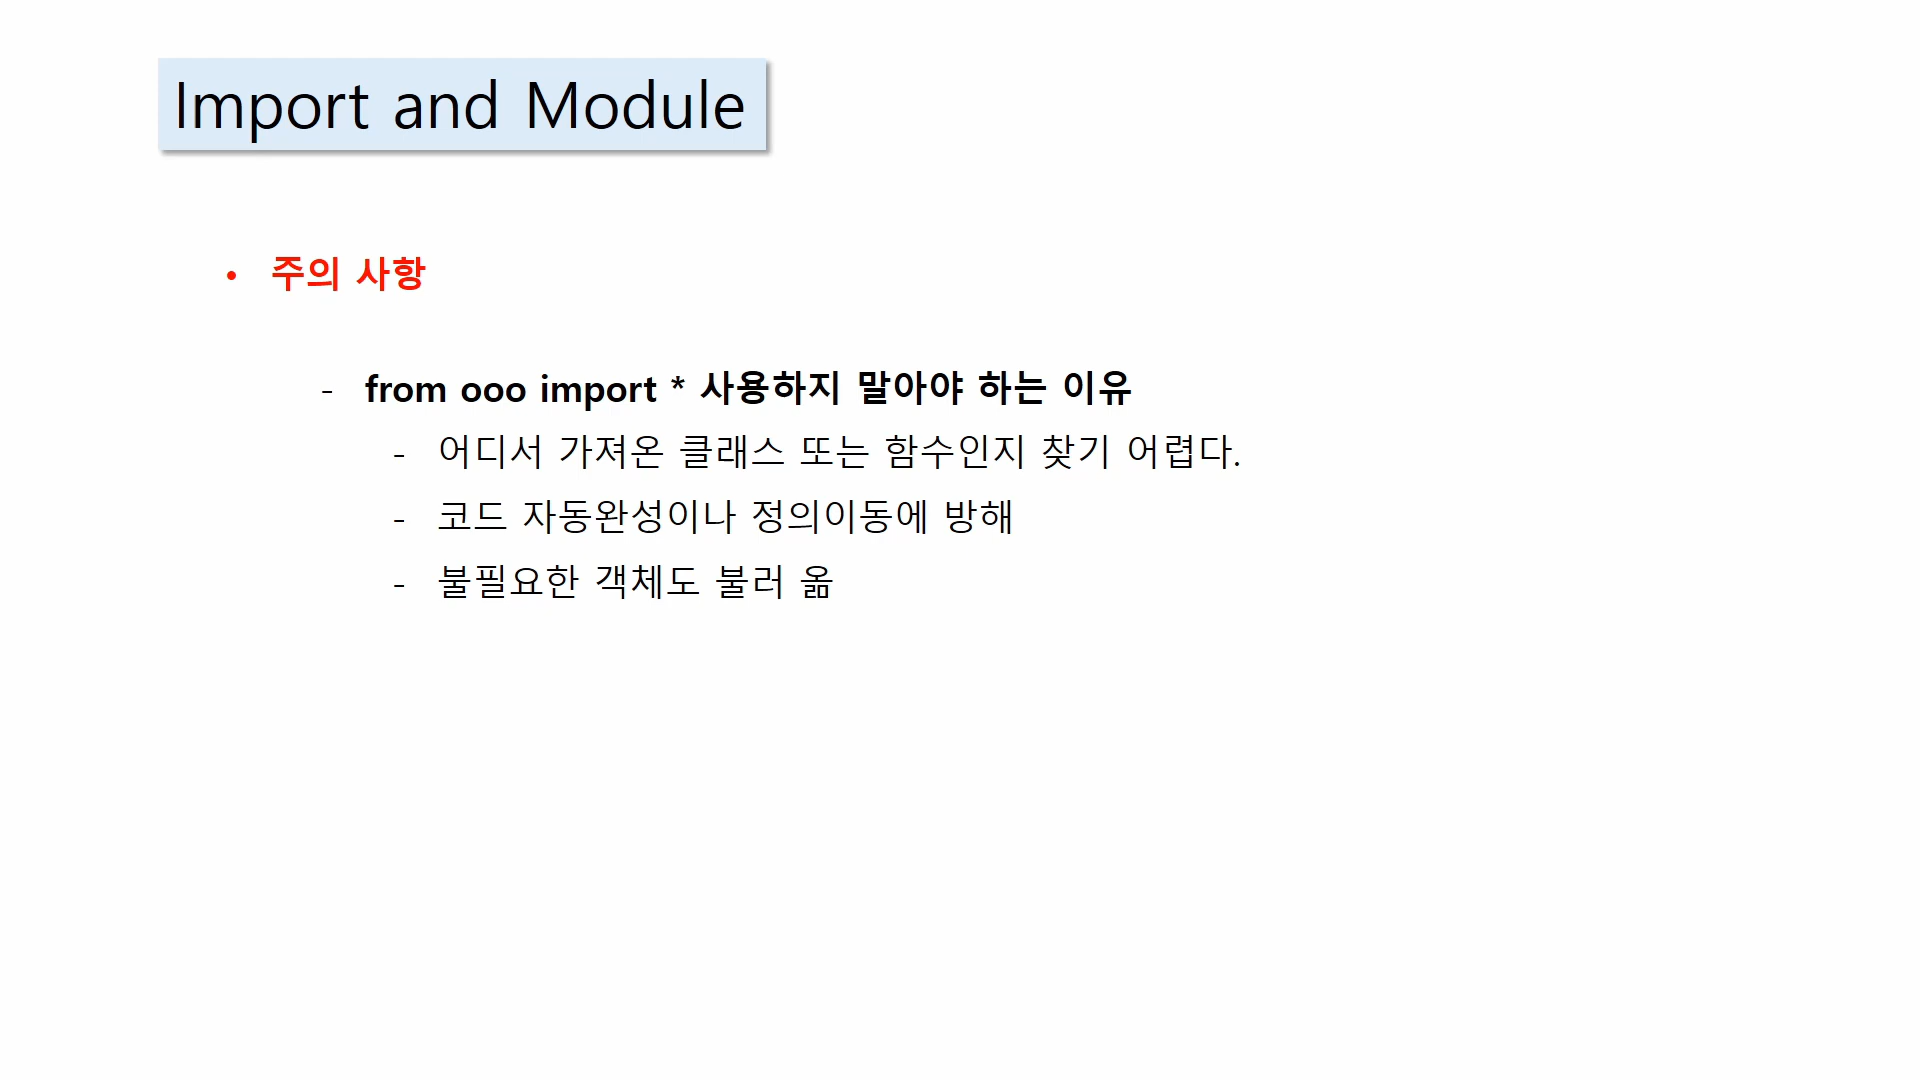 Import and Module
• 주의 사항
- from ooo import * 사용하지 말아야 하는 이유
- 어디서 가져온 클래스 또는 함수인지 찾기 어렵다.
- 코드 자동완성이나 정의이동에 방해
- 불필요한 객체도 불러 옮